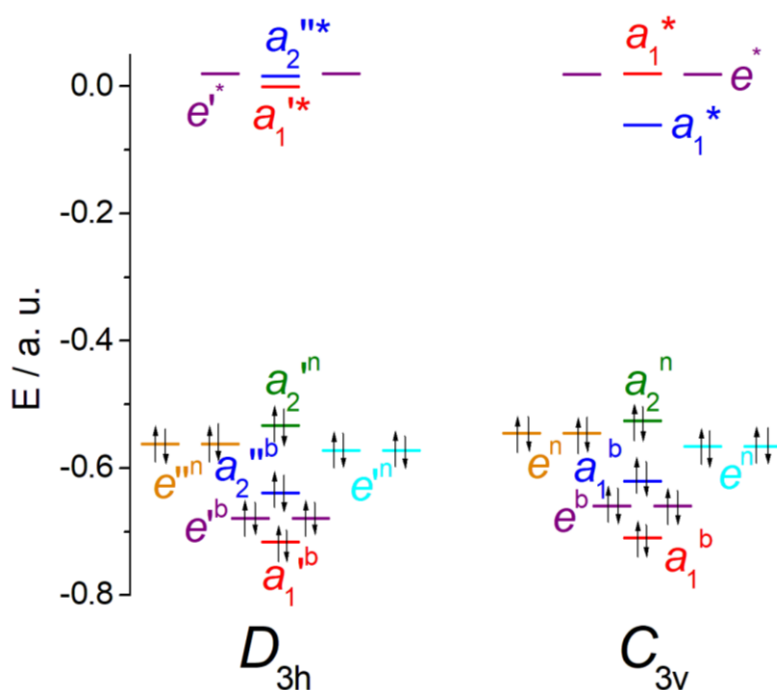 a₂''* a₁*
0.0 e'* a₁'* e*
a₁*
-0.2
-0.4
E / a. u.
a₂'ⁿ a₂ⁿ
-0.6 e''ⁿ a₂''ᵇ e'ⁿ eⁿ a₁ᵇ eⁿ
e'ᵇ eᵇ
-0.8 a₁'ᵇ a₁ᵇ
D₃ₕ C₃ᵥ